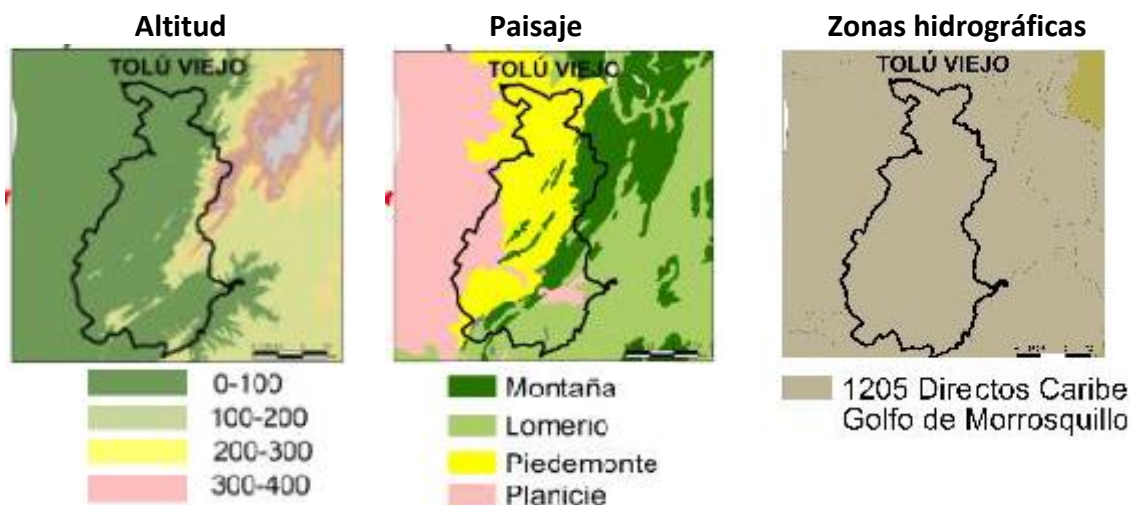 Altitud
TOLÚ VIEJO
0-100
100-200
200-300
300-400
Paisaje
TOLÚ VIEJO
Montaña
Lomerio
Piedemonte
Planicie
Zonas hidrográficas
TOLÚ VIEJO
1205 Directos Caribe
Golfo de Morrosquillo